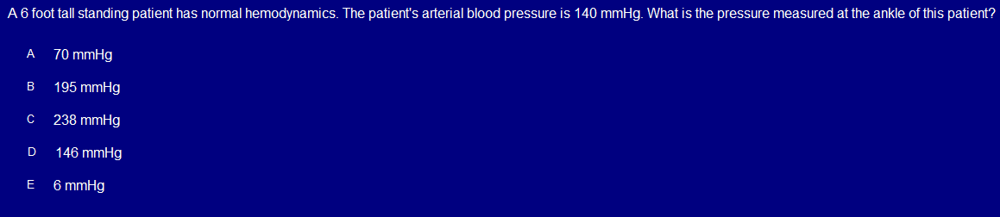 A 6 foot tall standing patient has normal hemodynamics. The patient's arterial blood pressure is 140 mmHg. What is the pressure measured at the ankle of this patient?
A 70 mmHg
B 195 mmHg
C 238 mmHg
D 146 mmHg
E 6 mmHg